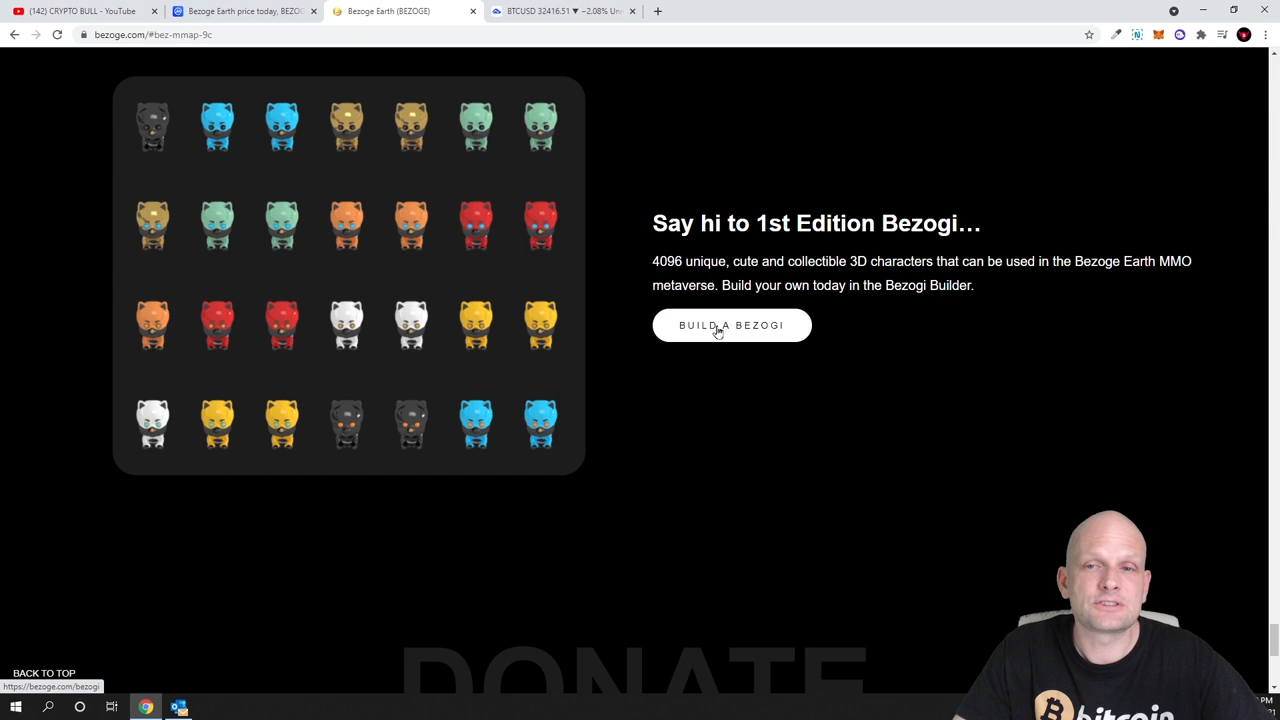 (142) CRYPTO BULL - YouTube
Bezoge Earth price today, BEZOG
Bezoge Earth (BEZOGE)
BTCUSD 32416.51 ▼ −2.08% Un
bezoge.com/#bez-mmap-9c
Say hi to 1st Edition Bezogi…
4096 unique, cute and collectible 3D characters that can be used in the Bezoge Earth MMO
metaverse. Build your own today in the Bezogi Builder.
BUILD A BEZOGI
DONATE
BACK TO TOP
https://bezoge.com/bezogi
PM
bitcoin